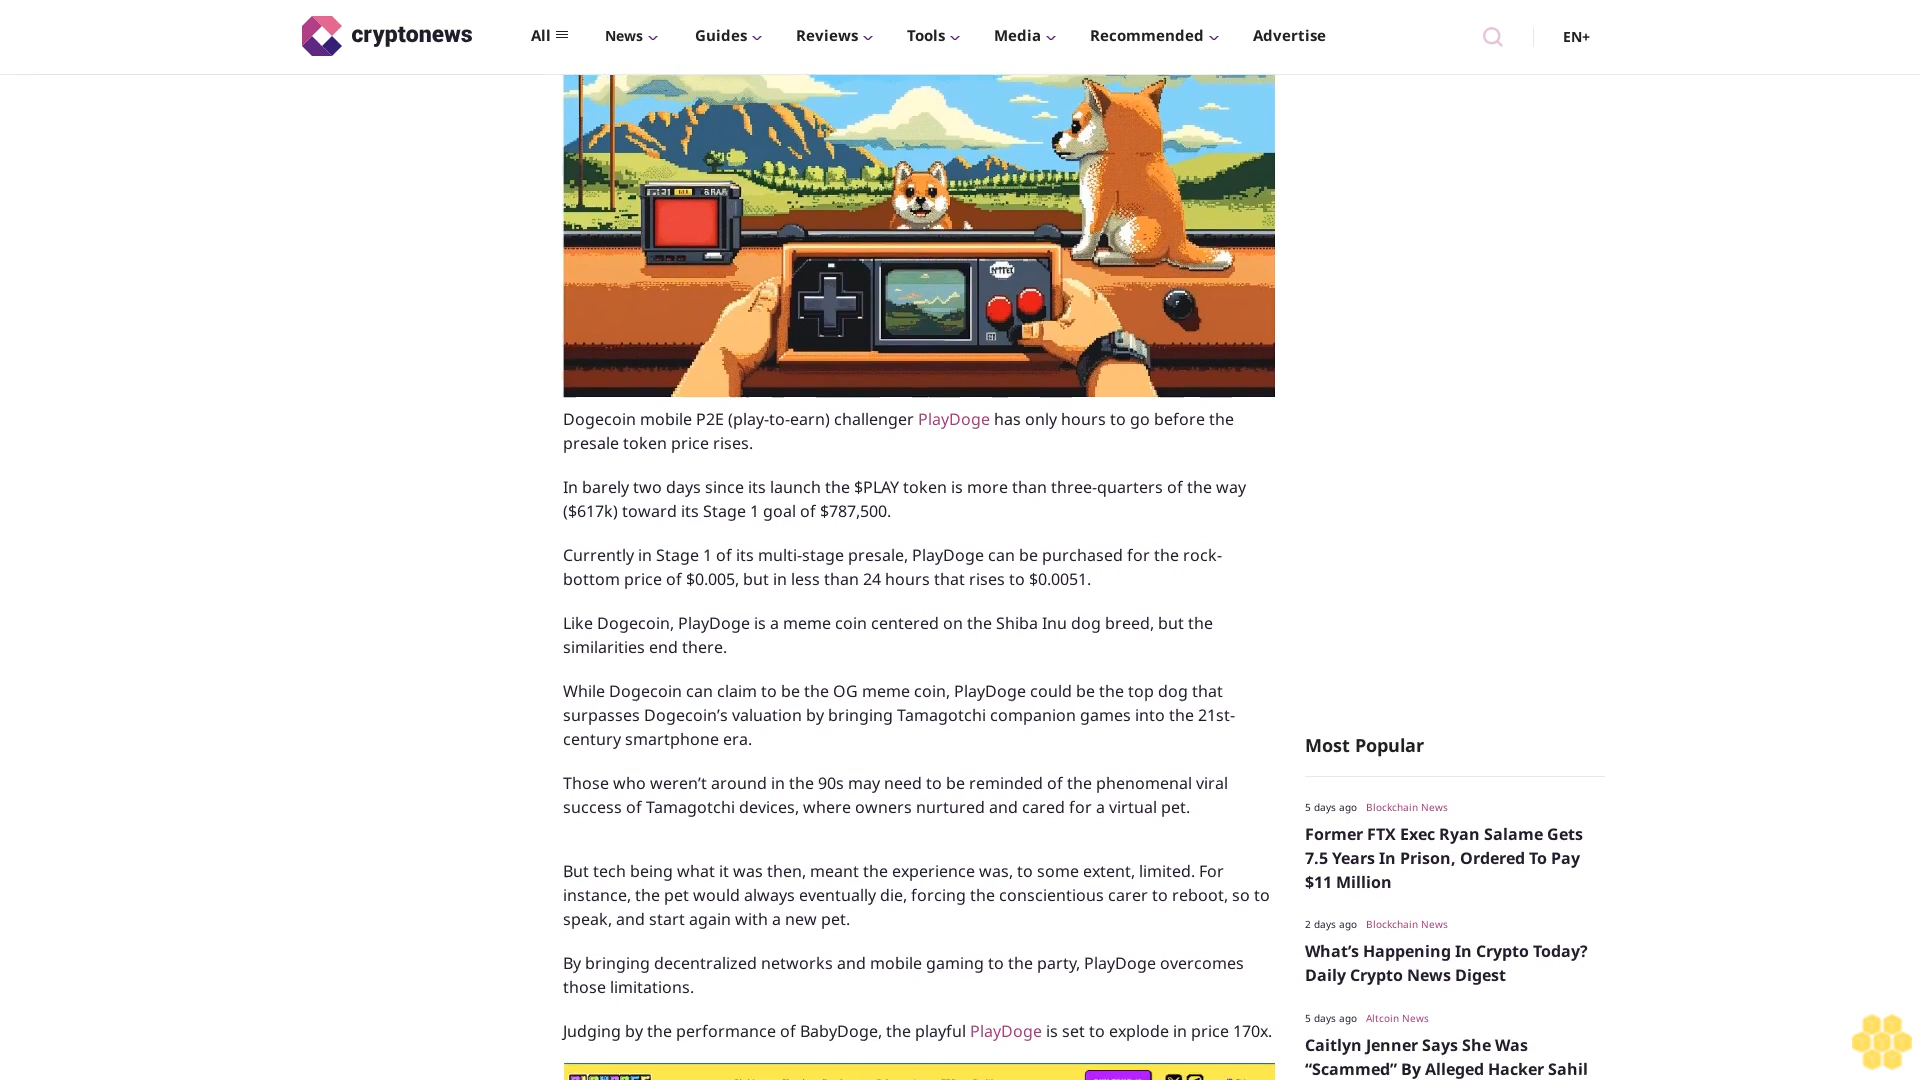 cryptonews
All
News
Guides
Reviews
Tools
Media
Recommended
Advertise
EN+
Dogecoin mobile P2E (play-to-earn) challenger PlayDoge has only hours to go before the
presale token price rises.
In barely two days since its launch the $PLAY token is more than three-quarters of the way
($617k) toward its Stage 1 goal of $787,500.
Currently in Stage 1 of its multi-stage presale, PlayDoge can be purchased for the rock-
bottom price of $0.005, but in less than 24 hours that rises to $0.0051.
Like Dogecoin, PlayDoge is a meme coin centered on the Shiba Inu dog breed, but the
similarities end there.
While Dogecoin can claim to be the OG meme coin, PlayDoge could be the top dog that
surpasses Dogecoin’s valuation by bringing Tamagotchi companion games into the 21st-
century smartphone era.
Those who weren’t around in the 90s may need to be reminded of the phenomenal viral
success of Tamagotchi devices, where owners nurtured and cared for a virtual pet.
But tech being what it was then, meant the experience was, to some extent, limited. For
instance, the pet would always eventually die, forcing the conscientious carer to reboot, so to
speak, and start again with a new pet.
By bringing decentralized networks and mobile gaming to the party, PlayDoge overcomes
those limitations.
Judging by the performance of BabyDoge, the playful PlayDoge is set to explode in price 170x.
Most Popular
5 days ago Blockchain News
Former FTX Exec Ryan Salame Gets
7.5 Years In Prison, Ordered To Pay
$11 Million
2 days ago Blockchain News
What’s Happening In Crypto Today?
Daily Crypto News Digest
5 days ago Altcoin News
Caitlyn Jenner Says She Was
“Scammed” By Alleged Hacker Sahil